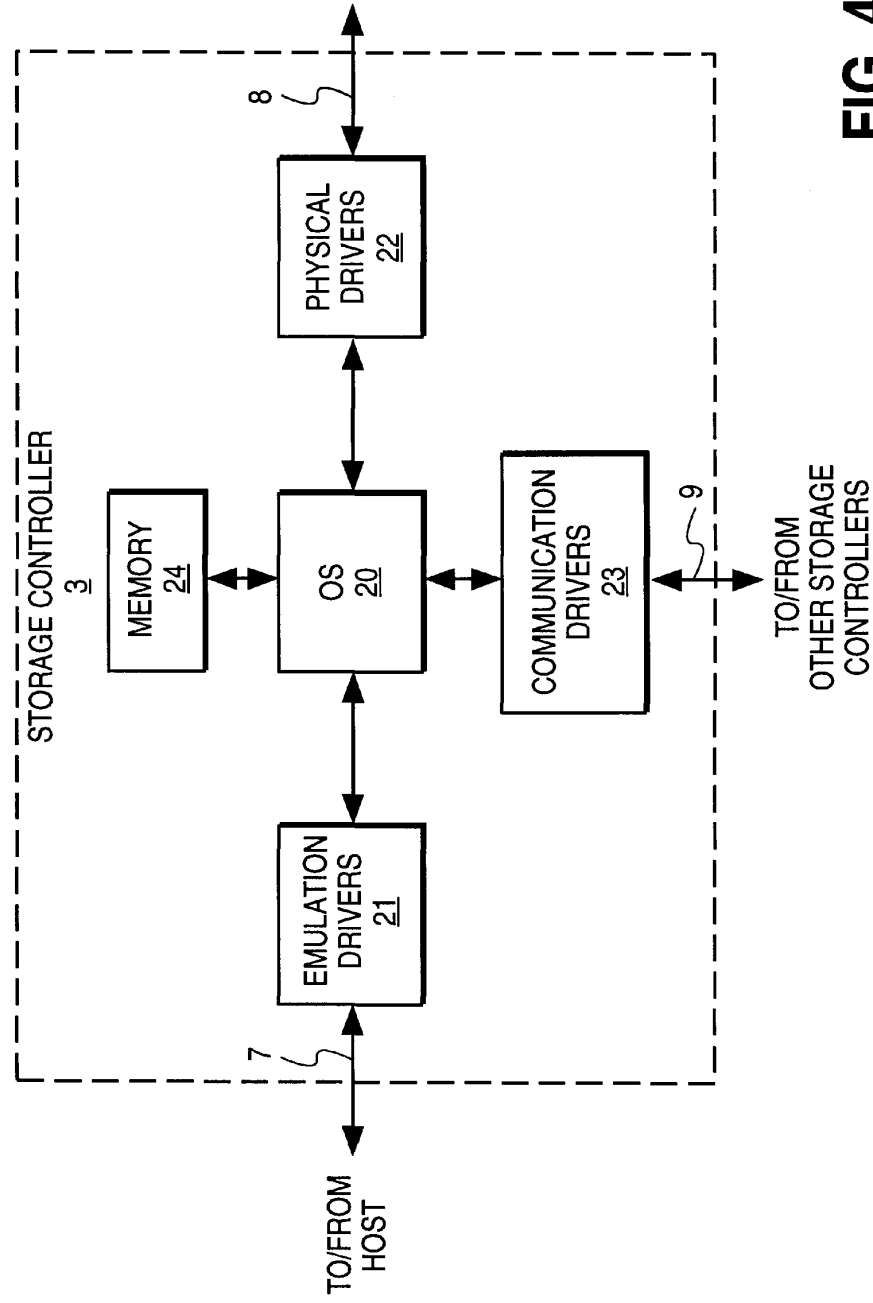 STORAGE CONTROLLER
3
MEMORY
24
OS
20
EMULATION
DRIVERS
21
PHYSICAL
DRIVERS
22
COMMUNICATION
DRIVERS
23
7
8
9
TO/FROM
HOST
TO/FROM
OTHER STORAGE
CONTROLLERS
FIG. 4